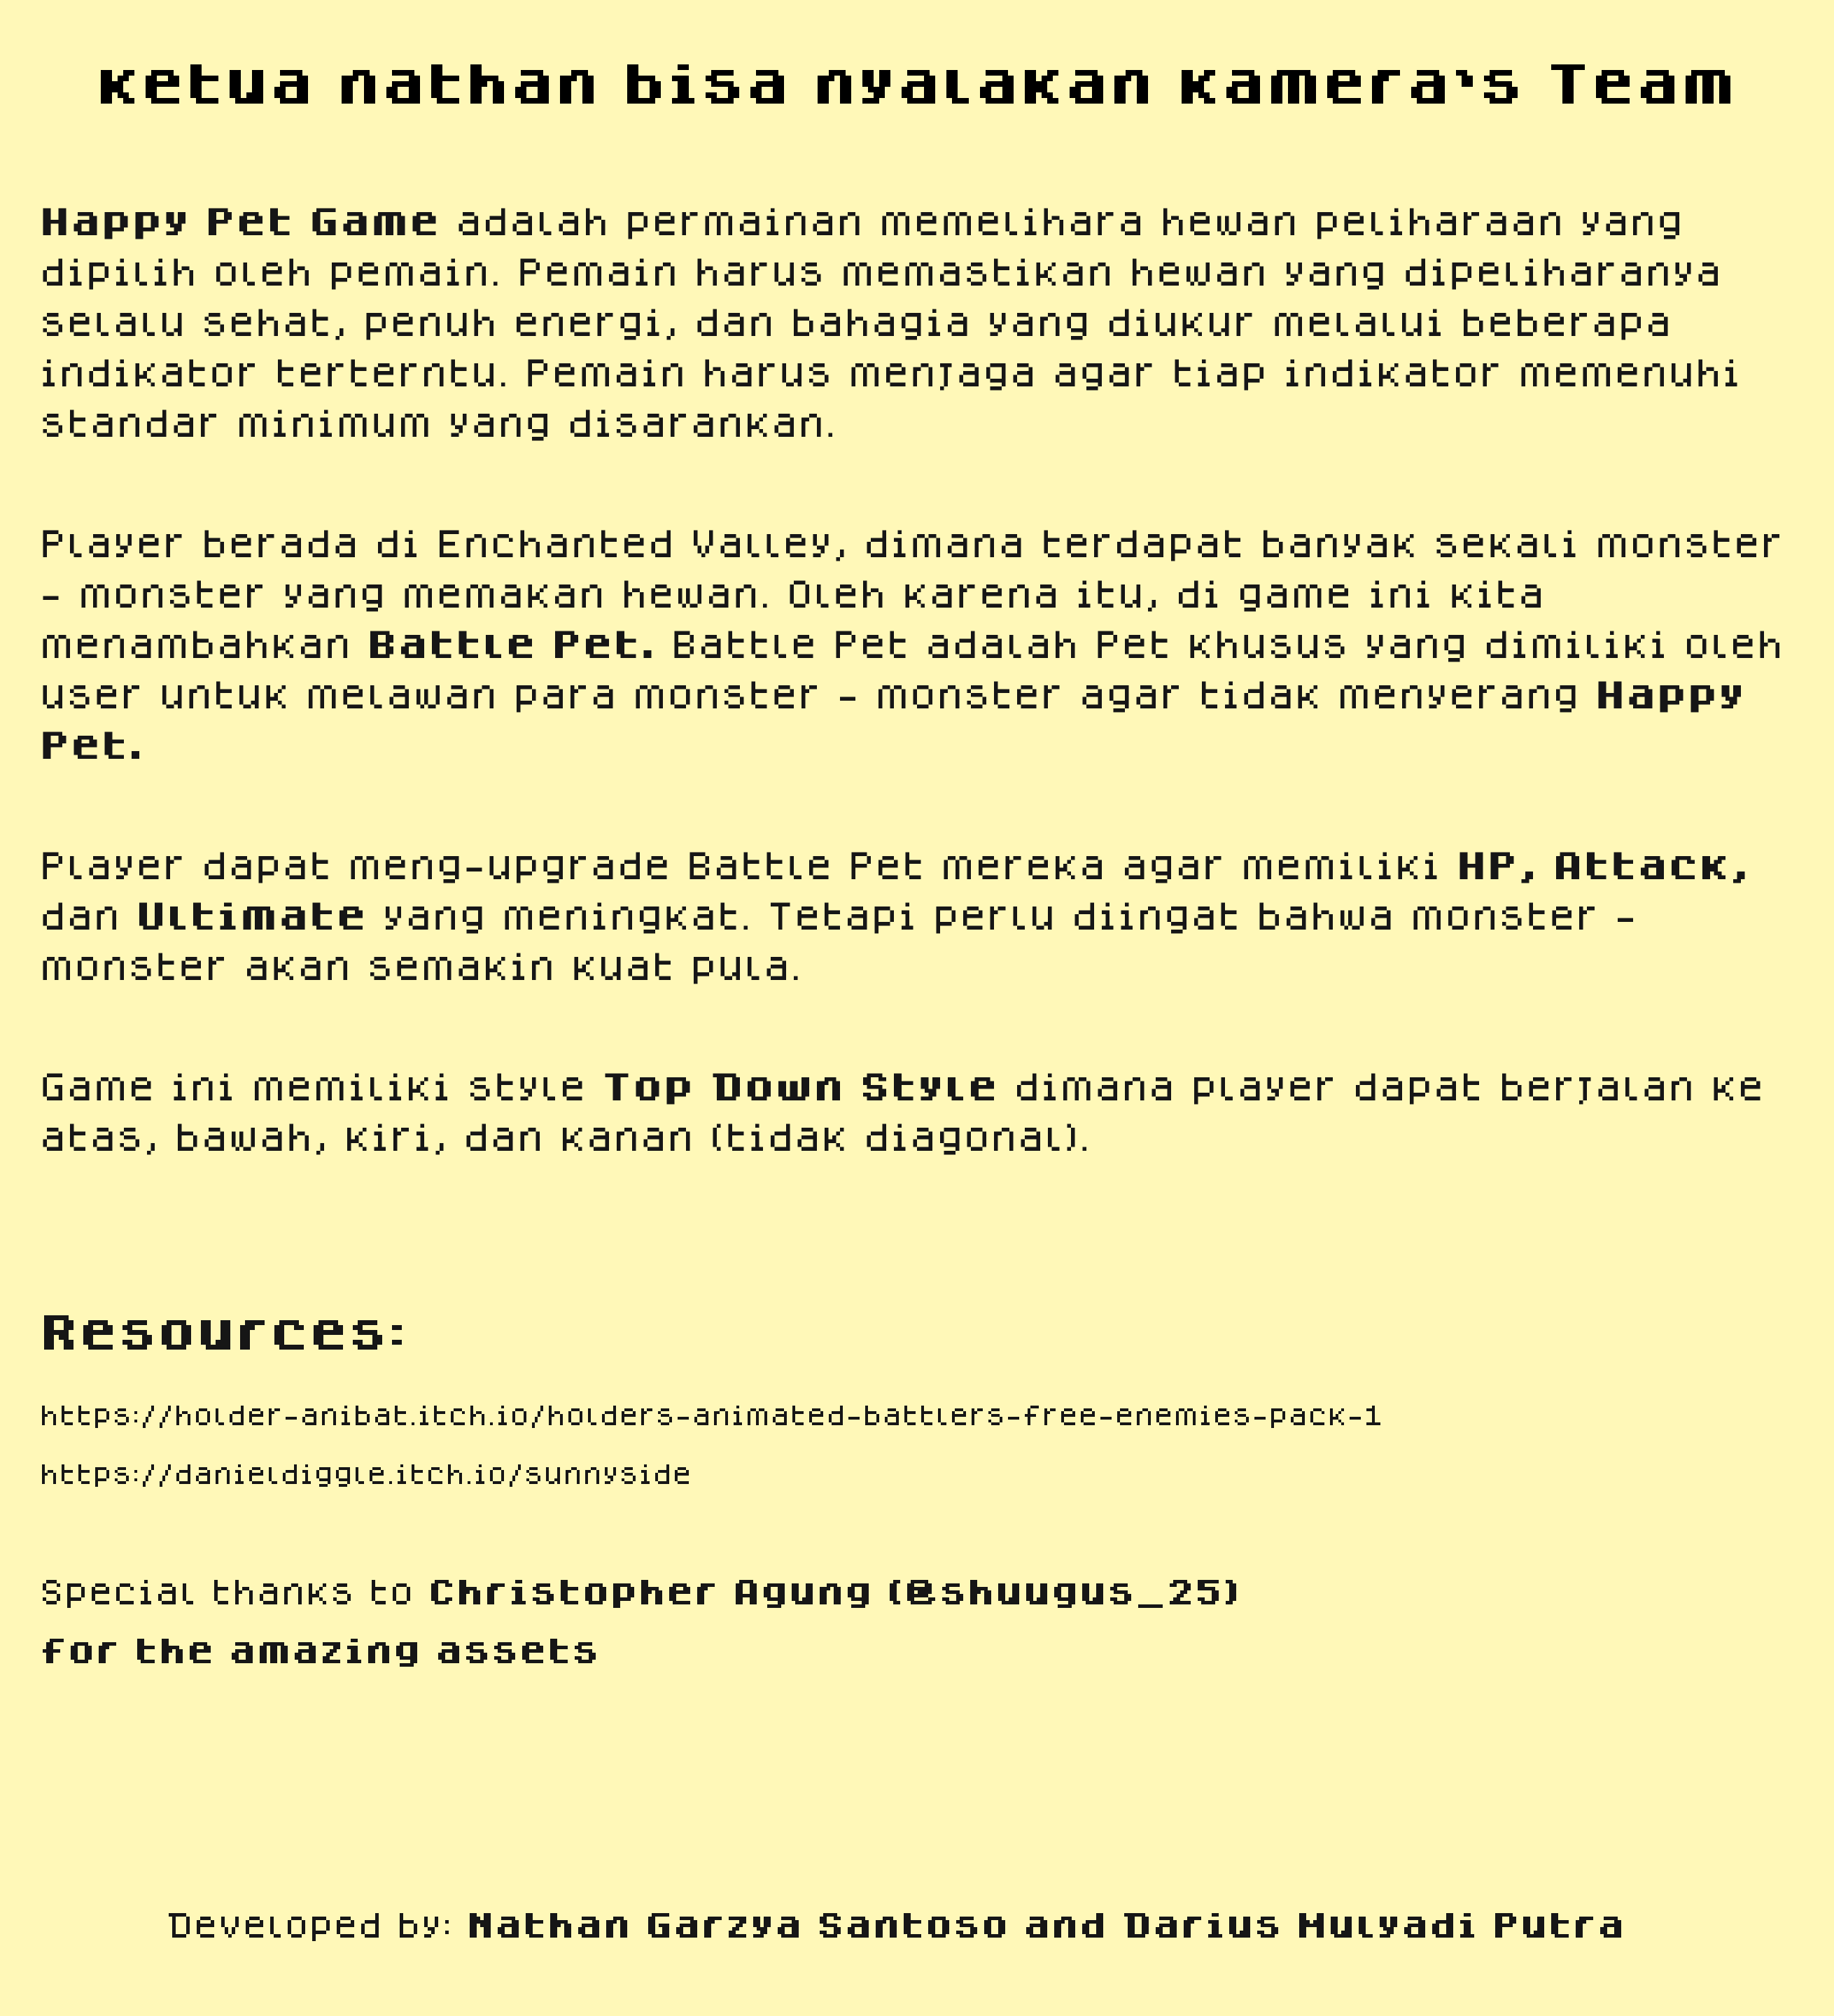 ketua nathan bisa nyalakan kamera's Team
Happy Pet Game adalah permainan memelihara hewan peliharaan yang
dipilih oleh pemain. Pemain harus memastikan hewan yang dipeliharanya
selalu sehat, penuh energi, dan bahagia yang diukur melalui beberapa
indikator terterntu. Pemain harus menjaga agar tiap indikator memenuhi
standar minimum yang disarankan.
Player berada di Enchanted Valley, dimana terdapat banyak sekali monster
- monster yang memakan hewan. Oleh karena itu, di game ini kita
menambahkan Battle Pet. Battle Pet adalah Pet khusus yang dimiliki oleh
user untuk melawan para monster - monster agar tidak menyerang Happy
Pet.
Player dapat meng-upgrade Battle Pet mereka agar memiliki HP, Attack,
dan Ultimate yang meningkat. Tetapi perlu diingat bahwa monster -
monster akan semakin kuat pula.
Game ini memiliki style Top Down Style dimana player dapat berjalan ke
atas, bawah, kiri, dan kanan (tidak diagonal).
Resources:
https://holder-anibat.itch.io/holders-animated-battlers-free-enemies-pack-1
https://danieldiggle.itch.io/sunnyside
Special thanks to Christopher Agung (@shuugus_25)
for the amazing assets
Developed by: Nathan Garzya Santoso and Darius Mulyadi Putra